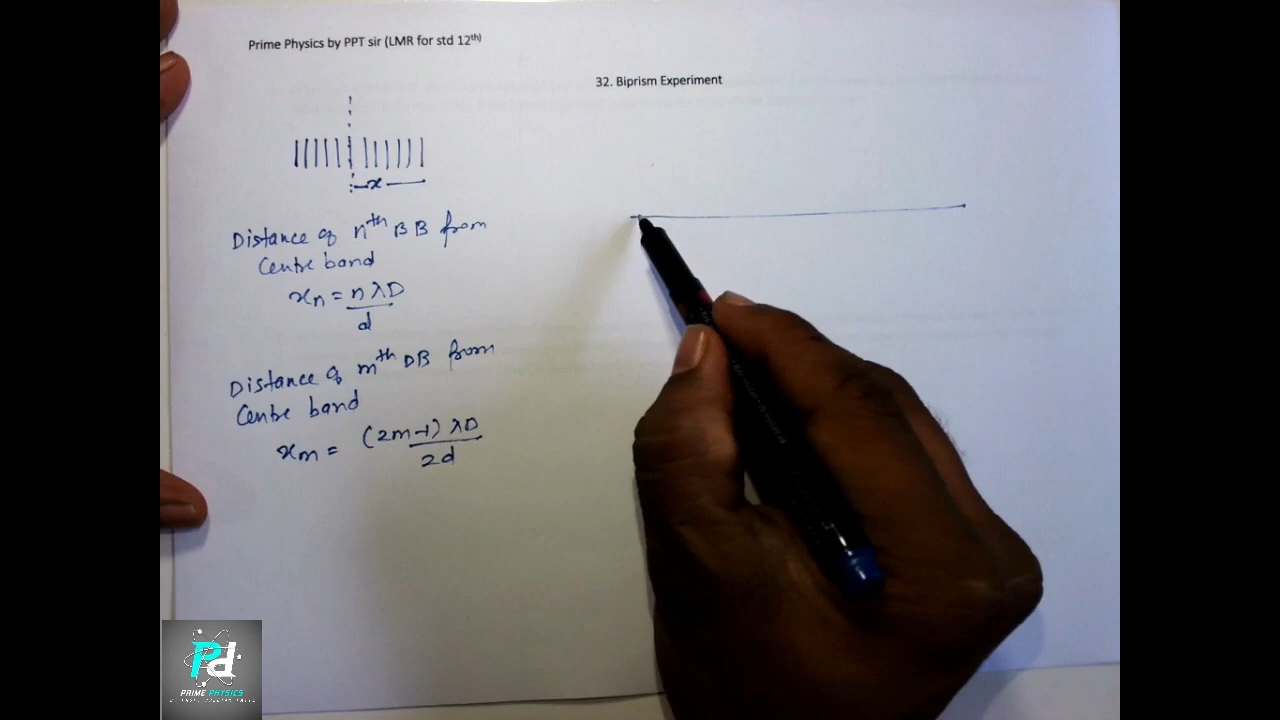 Prime Physics by PPT sir (LMR for std 12th)
32. Biprism Experiment
x
Distance of nth BB from
Centre band
xn = nλD
d
Distance of mth DB from
Centre band
xm = (2m-1) λD
2d
Pd
PRIME PHYSICS